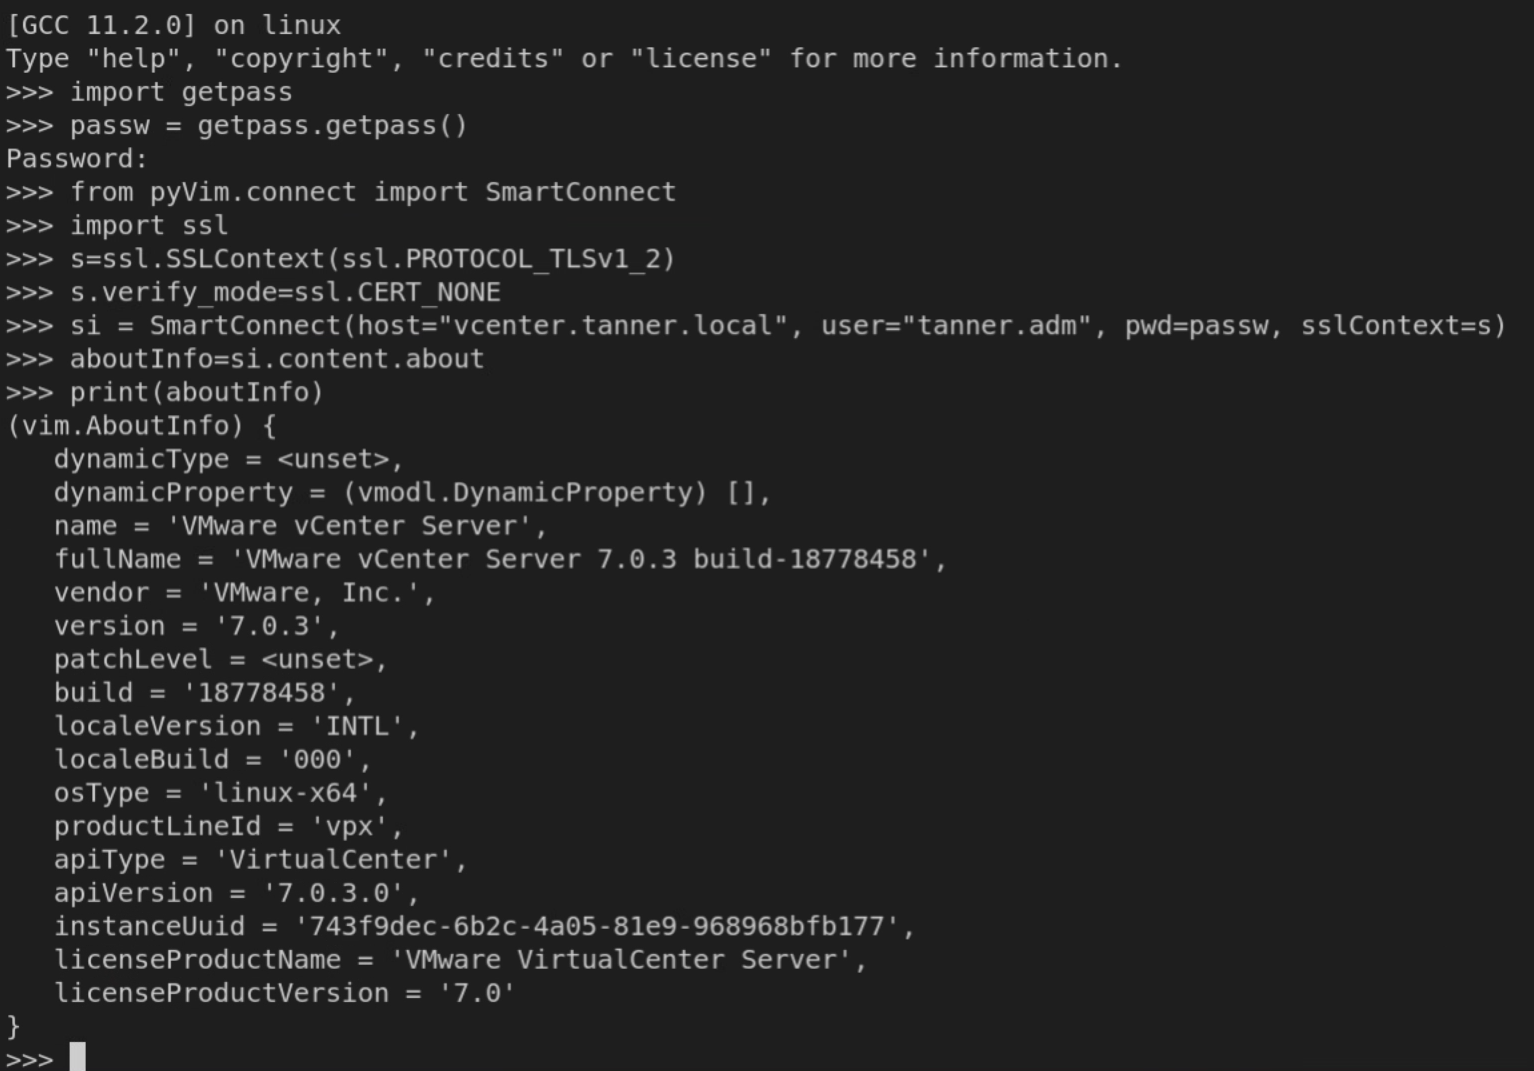 [GCC 11.2.0] on linux
Type "help", "copyright", "credits" or "license" for more information.
>>> import getpass
>>> passw = getpass.getpass()
Password:
>>> from pyVim.connect import SmartConnect
>>> import ssl
>>> s=ssl.SSLContext(ssl.PROTOCOL_TLSv1_2)
>>> s.verify_mode=ssl.CERT_NONE
>>> si = SmartConnect(host="vcenter.tanner.local", user="tanner.adm", pwd=passw, sslContext=s)
>>> aboutInfo=si.content.about
>>> print(aboutInfo)
(vim.AboutInfo) {
   dynamicType = <unset>,
   dynamicProperty = (vmodl.DynamicProperty) [],
   name = 'VMware vCenter Server',
   fullName = 'VMware vCenter Server 7.0.3 build-18778458',
   vendor = 'VMware, Inc.',
   version = '7.0.3',
   patchLevel = <unset>,
   build = '18778458',
   localeVersion = 'INTL',
   localeBuild = '000',
   osType = 'linux-x64',
   productLineId = 'vpx',
   apiType = 'VirtualCenter',
   apiVersion = '7.0.3.0',
   instanceUuid = '743f9dec-6b2c-4a05-81e9-968968bfb177',
   licenseProductName = 'VMware VirtualCenter Server',
   licenseProductVersion = '7.0'
}
>>>